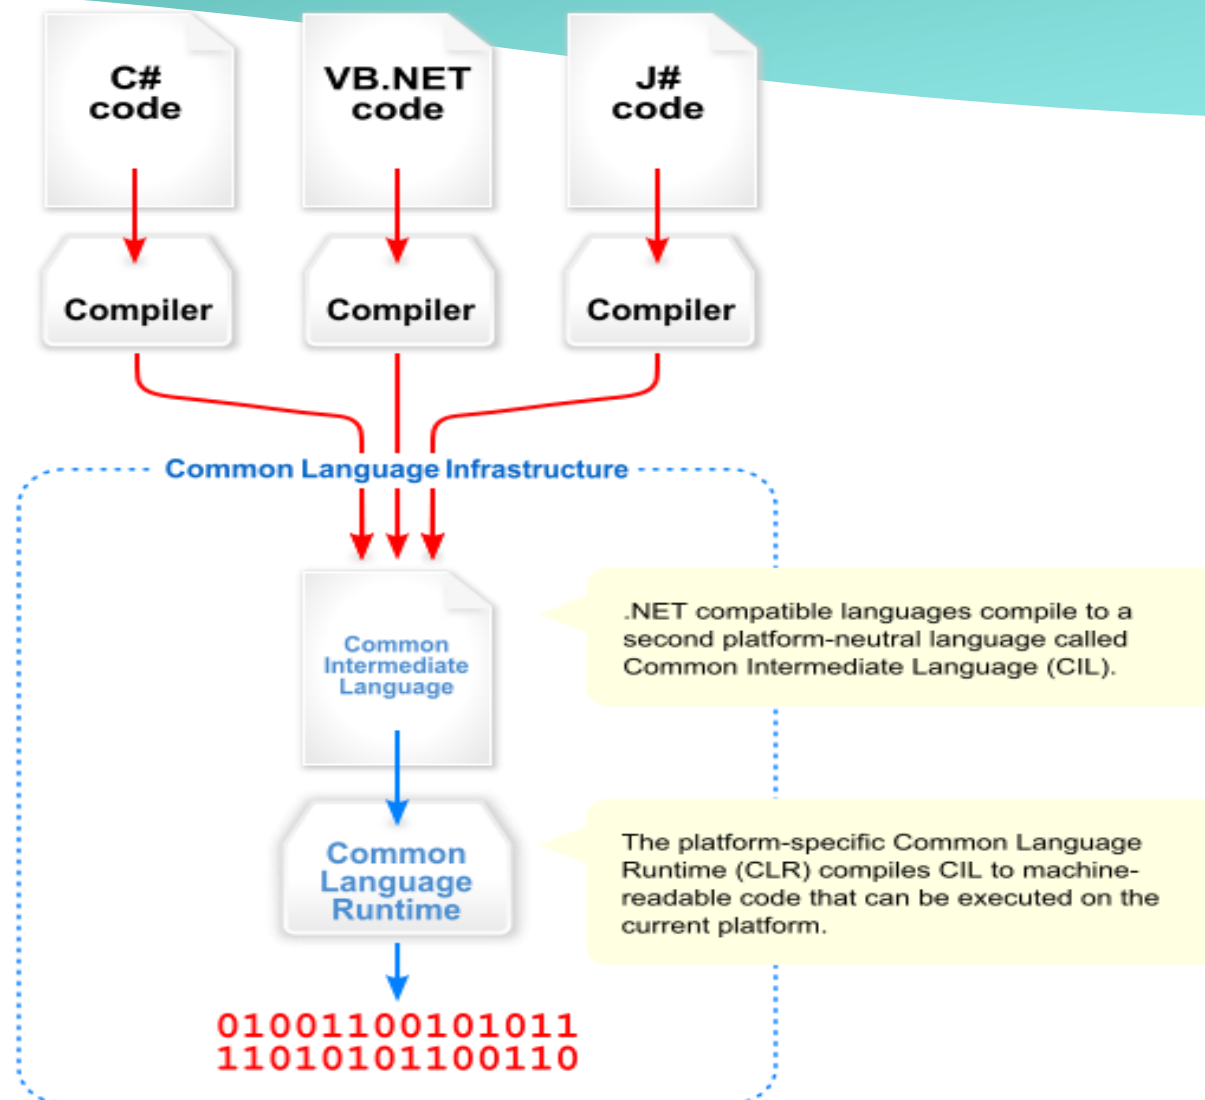 C#
code
VB.NET
code
J#
code
Compiler
Compiler
Compiler
Common Language Infrastructure
Common
Intermediate
Language
.NET compatible languages compile to a
second platform-neutral language called
Common Intermediate Language (CIL).
Common
Language
Runtime
The platform-specific Common Language
Runtime (CLR) compiles CIL to machine-
readable code that can be executed on the
current platform.
01001100101011
11010101100110